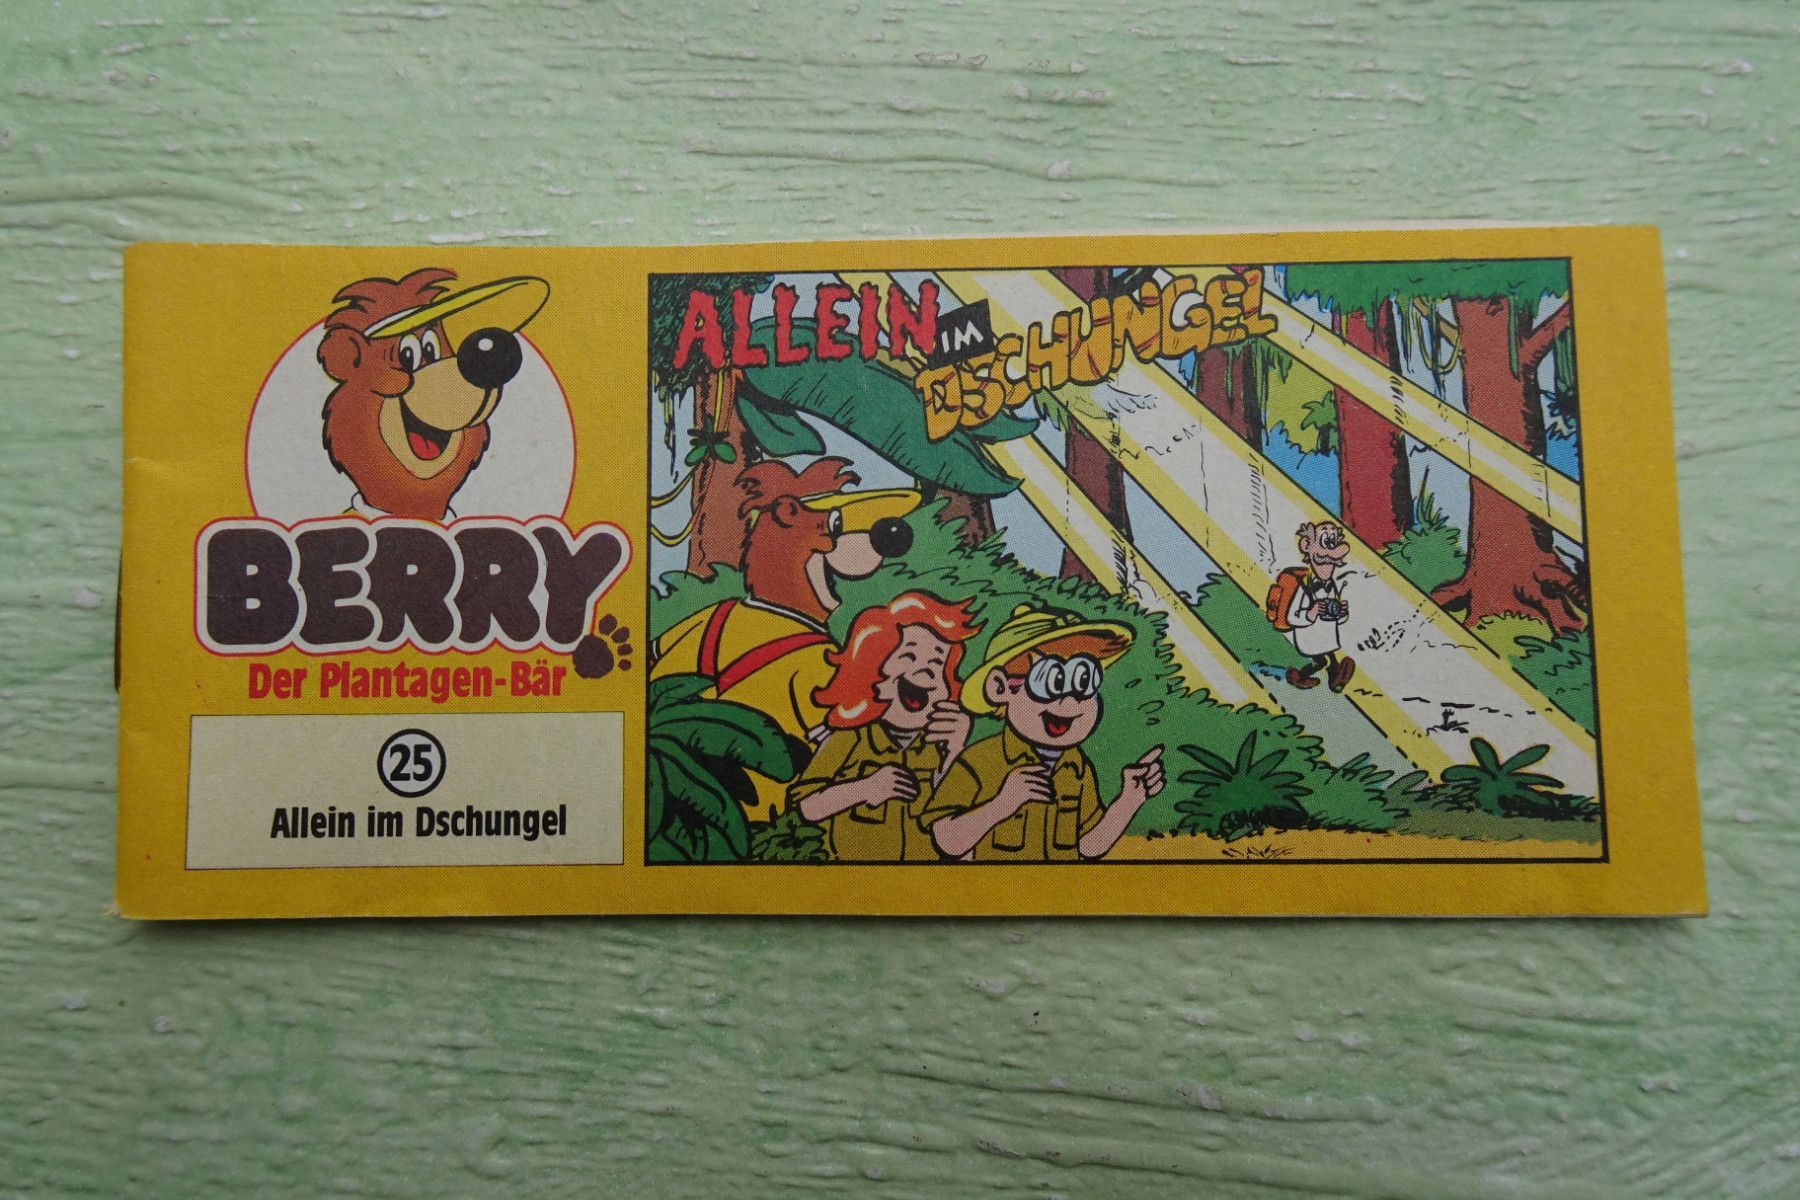 BERRY
Der Plantagen-Bär
25
Allein im Dschungel
ALLEIN IM DSCHUNGEL